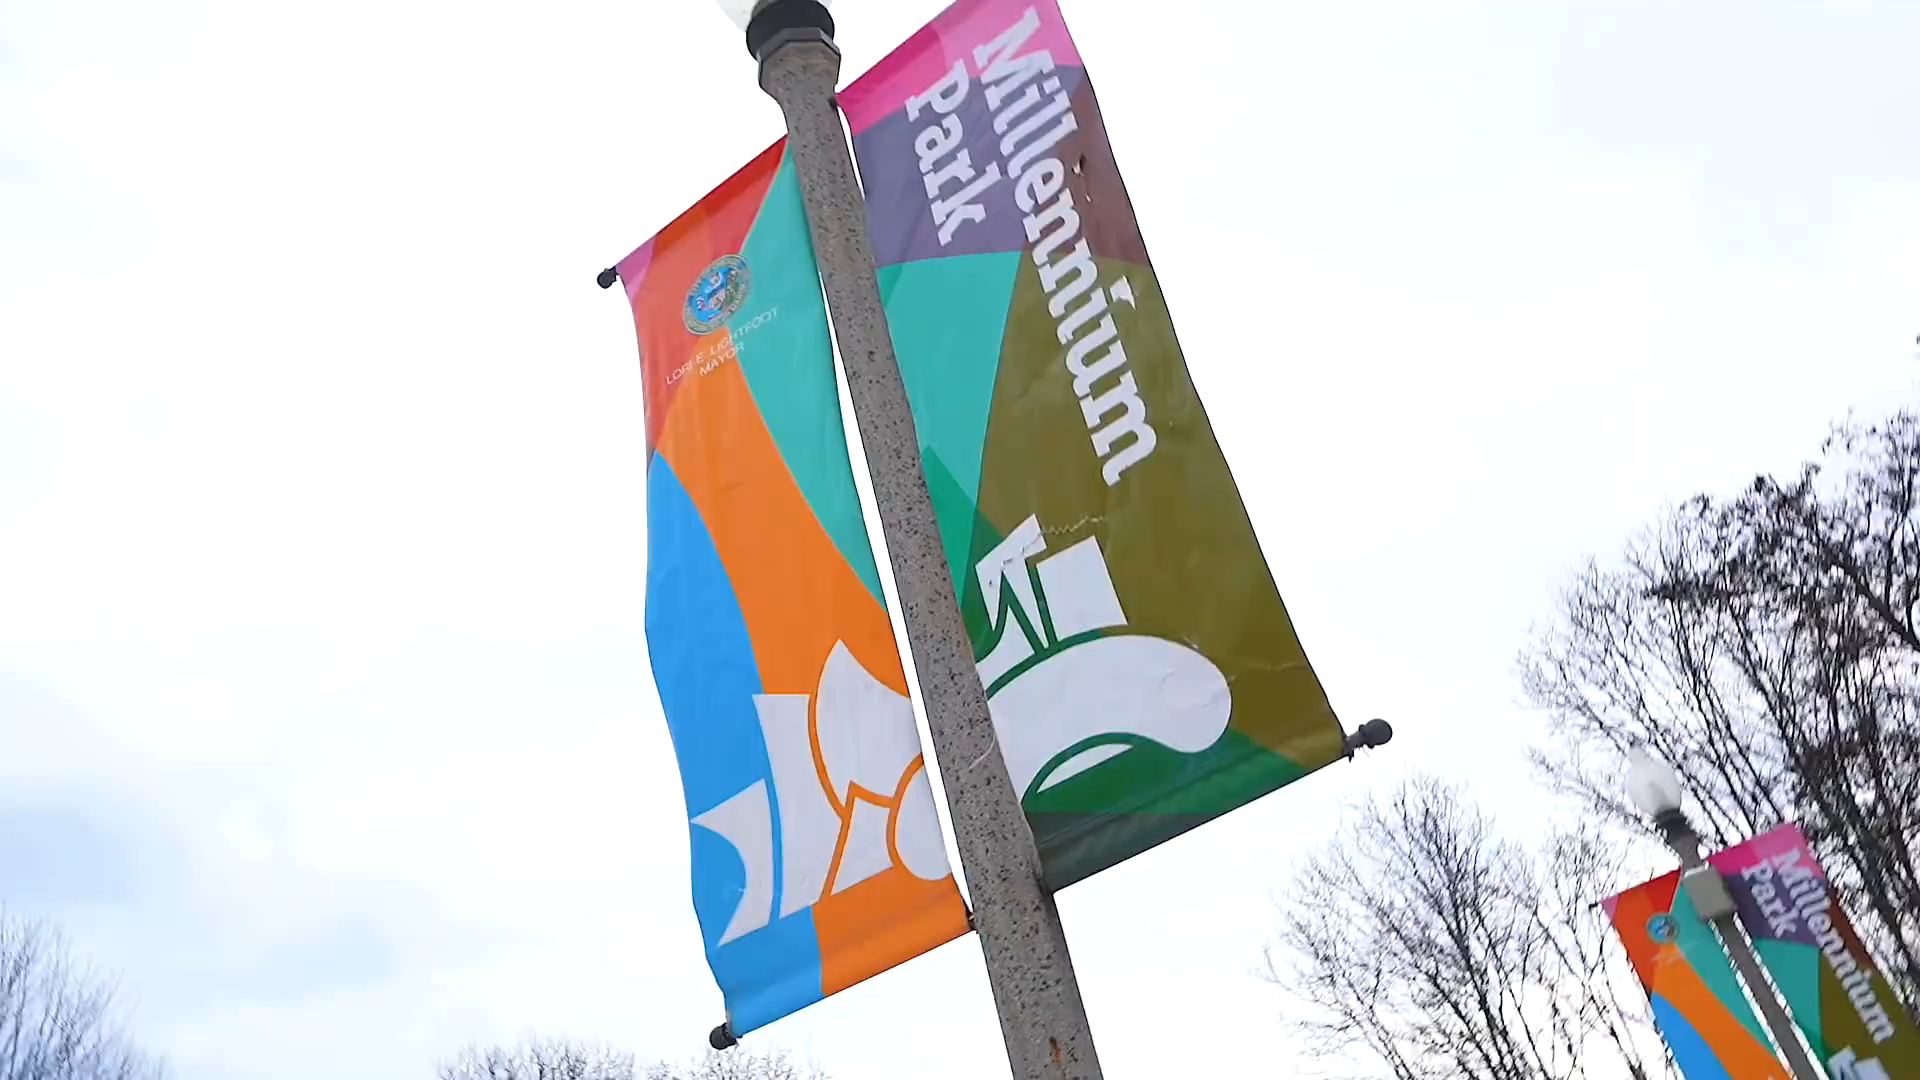 LORI E. LIGHTFOOT
MAYOR
Millennium
Park
Millennium
Park